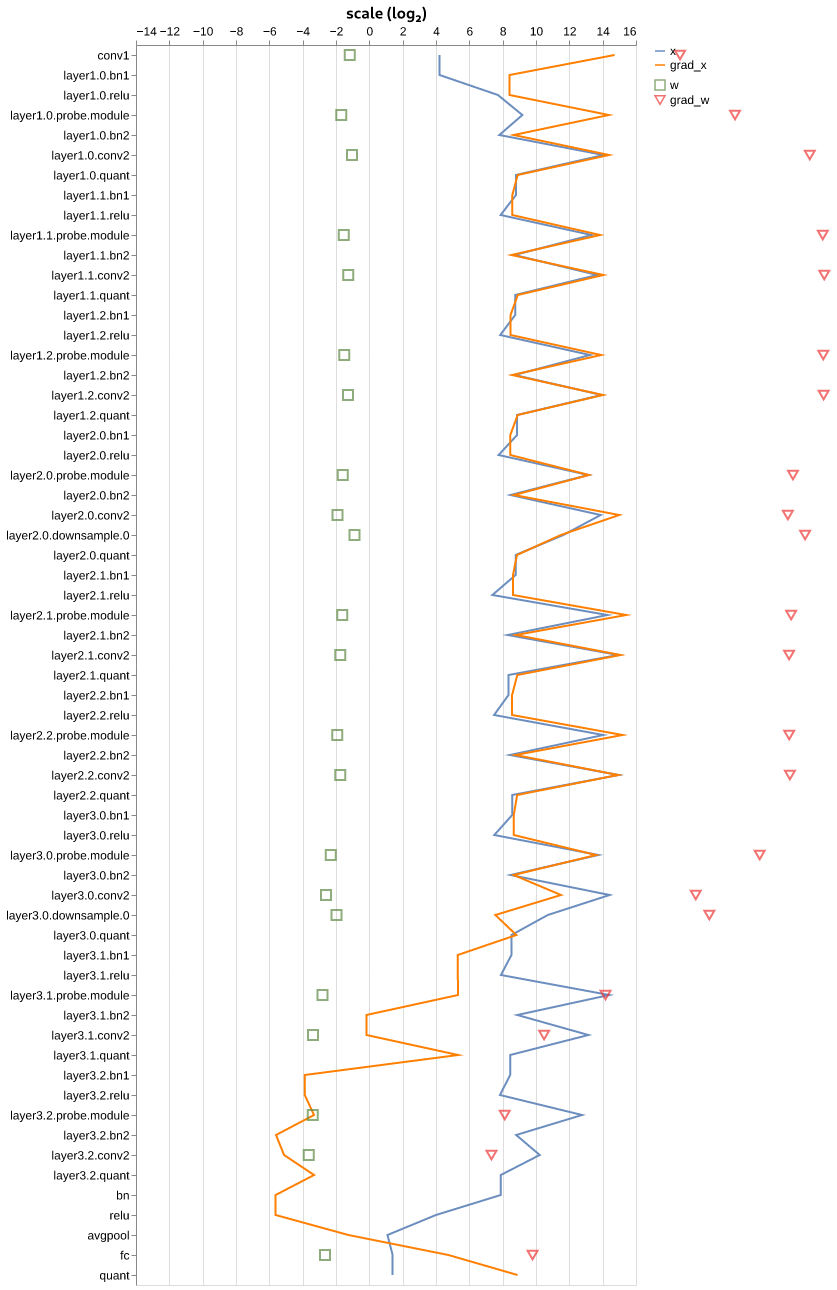 scale (log₂)
−14 −12 −10 −8 −6 −4 −2 0 2 4 6 8 10 12 14 16
conv1
layer1.0.bn1
layer1.0.relu
layer1.0.probe.module
layer1.0.bn2
layer1.0.conv2
layer1.0.quant
layer1.1.bn1
layer1.1.relu
layer1.1.probe.module
layer1.1.bn2
layer1.1.conv2
layer1.1.quant
layer1.2.bn1
layer1.2.relu
layer1.2.probe.module
layer1.2.bn2
layer1.2.conv2
layer1.2.quant
layer2.0.bn1
layer2.0.relu
layer2.0.probe.module
layer2.0.bn2
layer2.0.conv2
layer2.0.downsample.0
layer2.0.quant
layer2.1.bn1
layer2.1.relu
layer2.1.probe.module
layer2.1.bn2
layer2.1.conv2
layer2.1.quant
layer2.2.bn1
layer2.2.relu
layer2.2.probe.module
layer2.2.bn2
layer2.2.conv2
layer2.2.quant
layer3.0.bn1
layer3.0.relu
layer3.0.probe.module
layer3.0.bn2
layer3.0.conv2
layer3.0.downsample.0
layer3.0.quant
layer3.1.bn1
layer3.1.relu
layer3.1.probe.module
layer3.1.bn2
layer3.1.conv2
layer3.1.quant
layer3.2.bn1
layer3.2.relu
layer3.2.probe.module
layer3.2.bn2
layer3.2.conv2
layer3.2.quant
bn
relu
avgpool
fc
quant
x
grad_x
w
grad_w